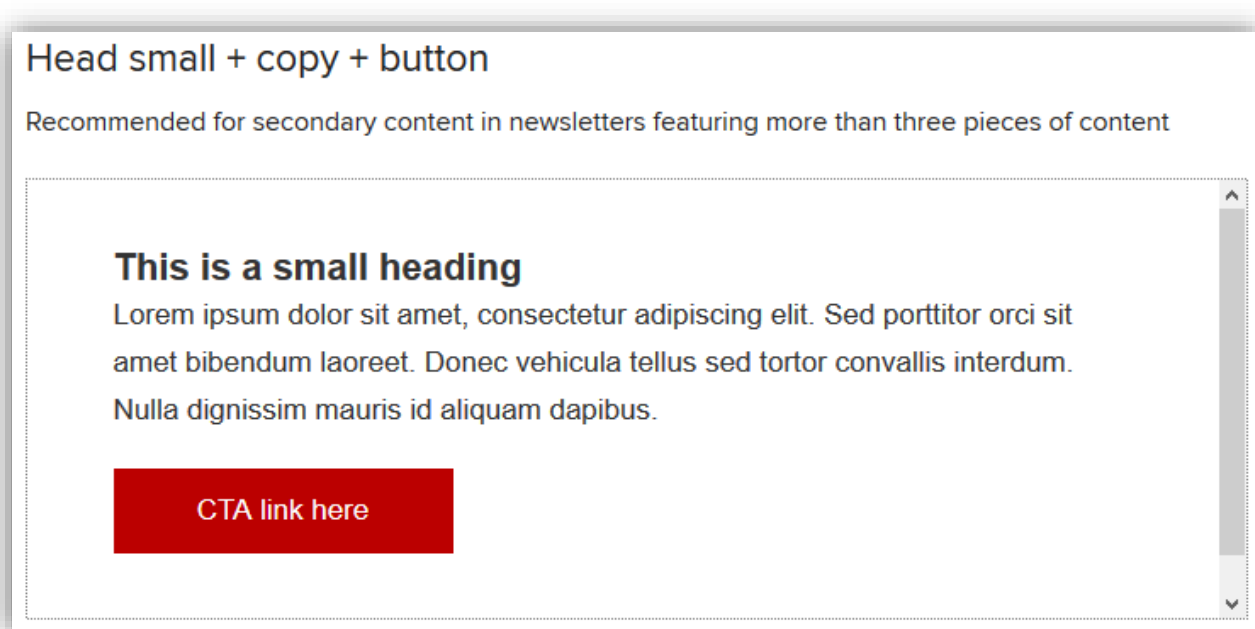 Head small + copy + button
Recommended for secondary content in newsletters featuring more than three pieces of content
This is a small heading
Lorem ipsum dolor sit amet, consectetur adipiscing elit. Sed porttitor orci sit
amet bibendum laoreet. Donec vehicula tellus sed tortor convallis interdum.
Nulla dignissim mauris id aliquam dapibus.
CTA link here